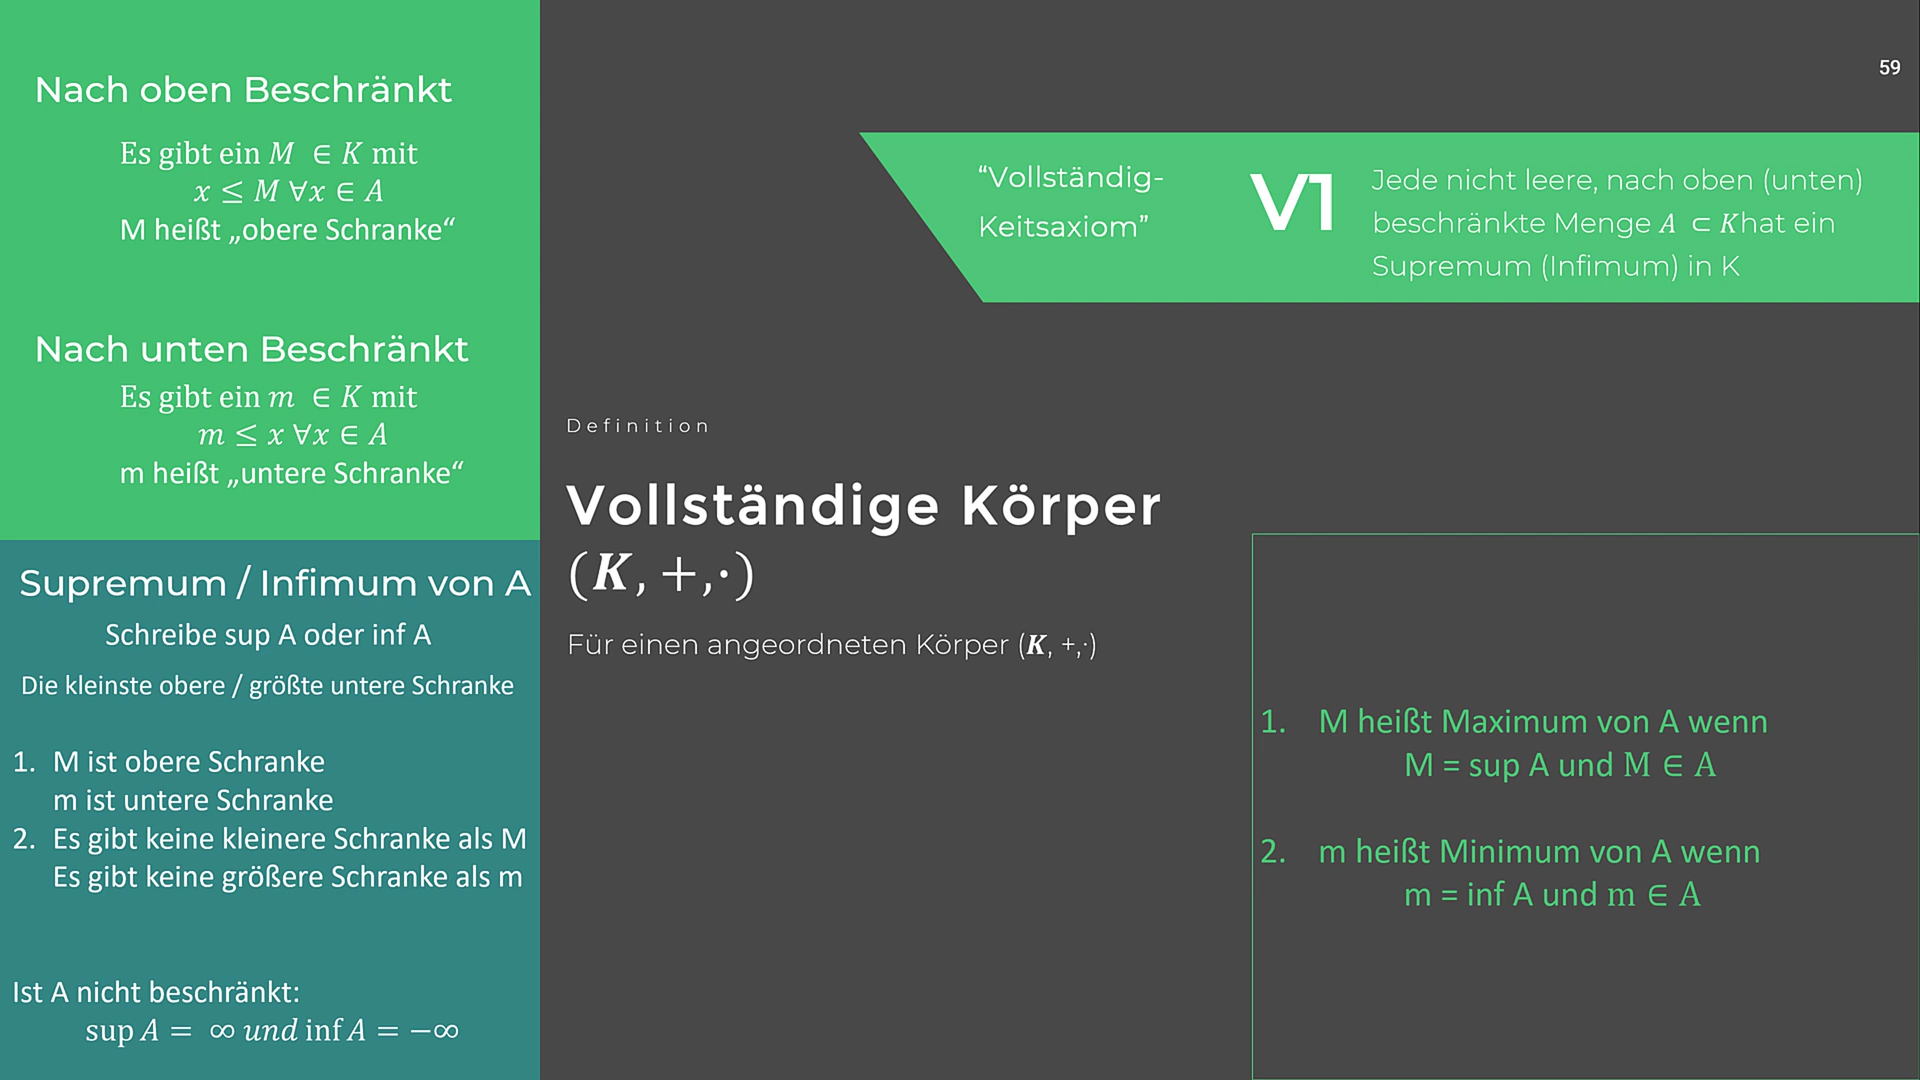 Nach oben Beschränkt
Es gibt ein M ∈ K mit
x ≤ M ∀x ∈ A
M heißt „obere Schranke“
Nach unten Beschränkt
Es gibt ein m ∈ K mit
m ≤ x ∀x ∈ A
m heißt „untere Schranke“
Supremum / Infimum von A
Schreibe sup A oder inf A
Die kleinste obere / größte untere Schranke
1. M ist obere Schranke
m ist untere Schranke
2. Es gibt keine kleinere Schranke als M
Es gibt keine größere Schranke als m
Ist A nicht beschränkt:
sup A = ∞ und inf A = −∞
59
“Vollständig-
Keitsaxiom”
V1
Jede nicht leere, nach oben (unten)
beschränkte Menge A ⊂ Khat ein
Supremum (Infimum) in K
Definition
Vollständige Körper
(K, +,·)
Für einen angeordneten Körper (K, +,·)
1. M heißt Maximum von A wenn
M = sup A und M ∈ A
2. m heißt Minimum von A wenn
m = inf A und m ∈ A